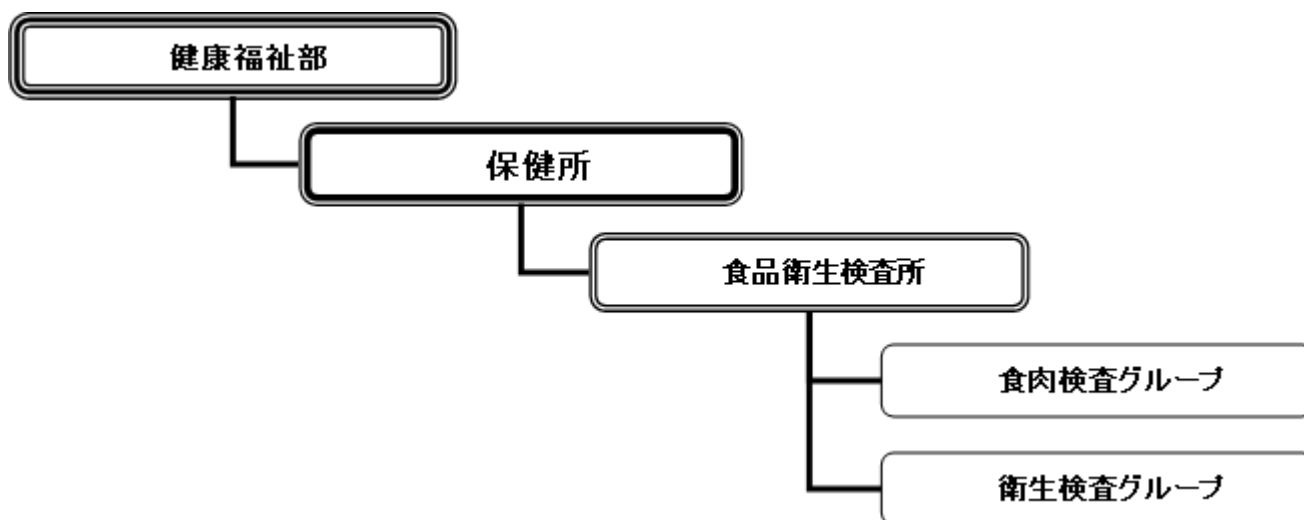 健康福祉部
保健所
食品衛生検査所
食肉検査グループ
衛生検査グループ